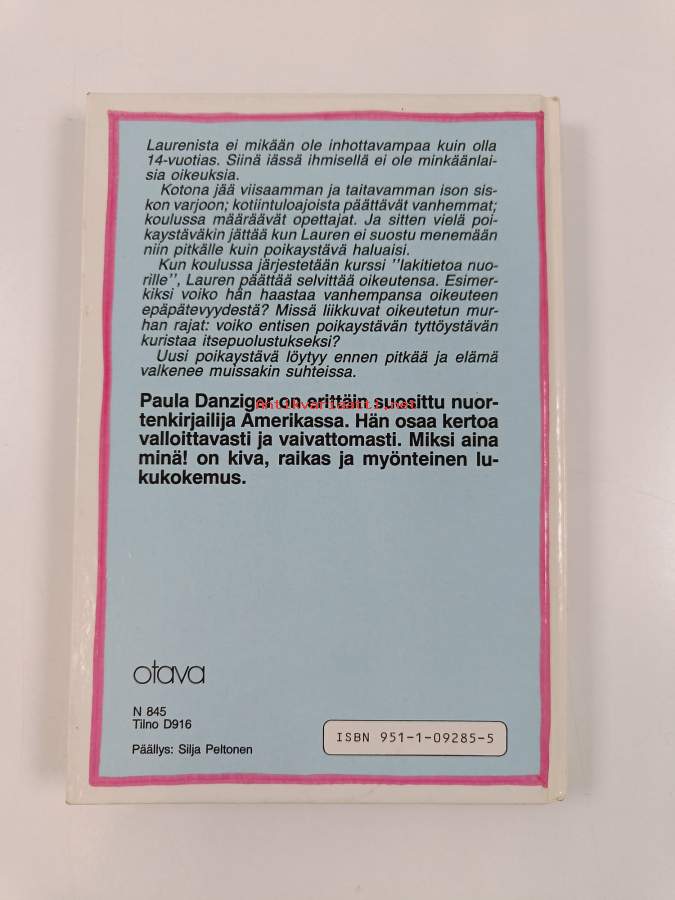 Laurenista ei mikään ole inhottavampaa kuin olla
14-vuotias. Siinä iässä ihmisellä ei ole minkäänlai-
sia oikeuksia.
Kotona jää viisaamman ja taitavamman ison sis-
kon varjoon; kotiintuloajoista päättävät vanhemmat;
koulussa määräävät opettajat. Ja sitten vielä poi-
kaystäväkin jättää kun Lauren ei suostu menemään
niin pitkälle kuin poikaystävä haluaisi.
Kun koulussa järjestetään kurssi "lakitietoa nuo-
rille", Lauren päättää selvittää oikeutensa. Esimer-
kiksi voiko hän haastaa vanhempansa oikeuteen
epäpätevyydestä? Missä liikkuvat oikeutetun mur-
han rajat: voiko entisen poikaystävän tyttöystävän
kuristaa itsepuolustukseksi?
Uusi poikaystävä löytyy ennen pitkää ja elämä
valkenee muissakin suhteissa.
Paula Danziger on erittäin suosittu nuor-
tenkirjailija Amerikassa. Hän osaa kertoa
valloittavasti ja vaivattomasti. Miksi aina
minä! on kiva, raikas ja myönteinen lu-
kukokemus.
Antikvariaatti.net
otava
N 845
Tilno D916
Päällys: Silja Peltonen
ISBN 951-1-09285-5